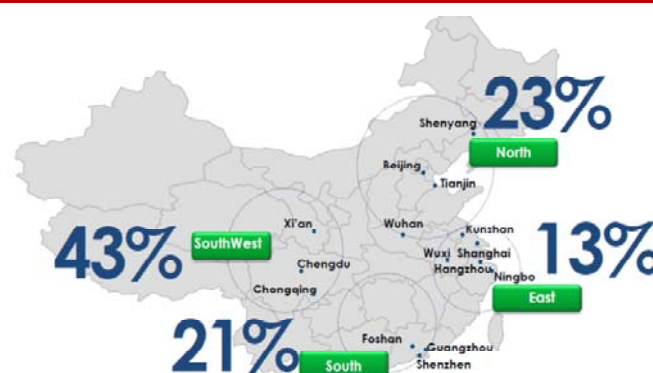 23%
Shenyang
North
Beijing
Tianjin
Xi'an
Wuhan
Kunshan
43%
SouthWest
Wuxi
Shanghai
13%
Chengdu
Hangzhou
Ningbo
Chongqing
East
21%
Foshan
Guangzhou
South
Shenzhen